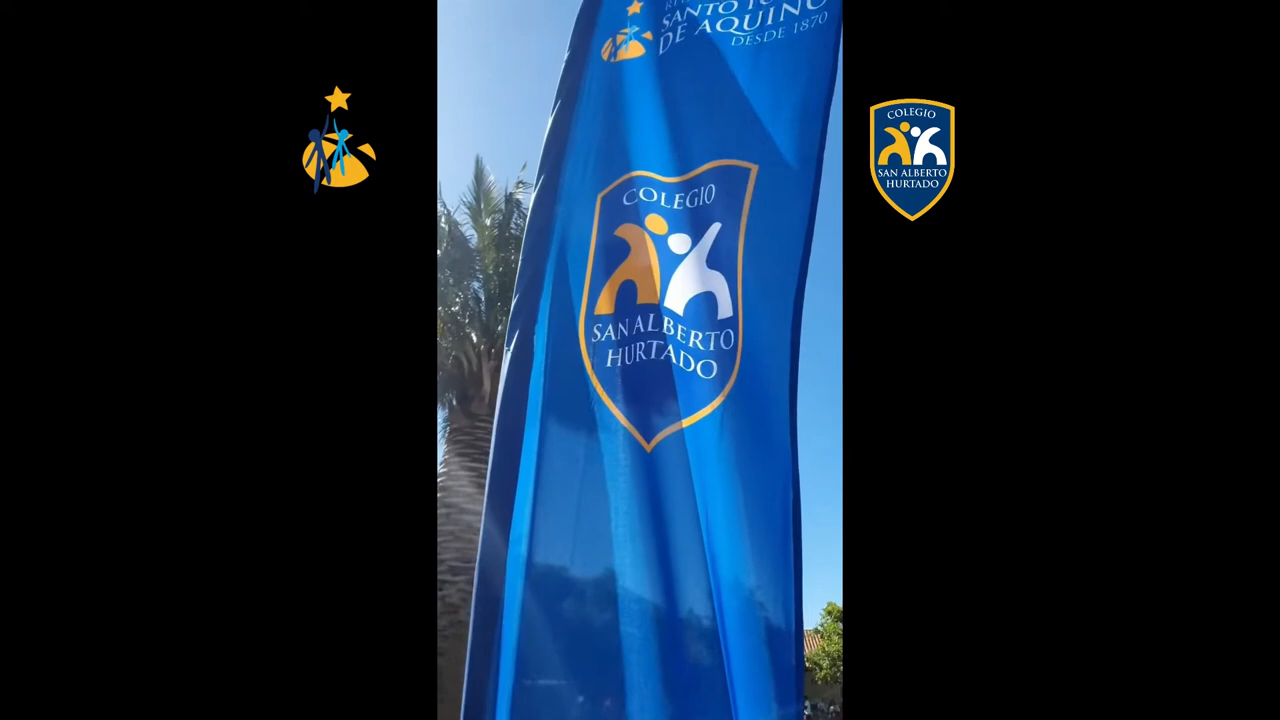 SANTO
DE AQUINO
DESDE 1870
COLEGIO
SAN ALBERTO
HURTADO
COLEGIO
SAN ALBERTO
HURTADO